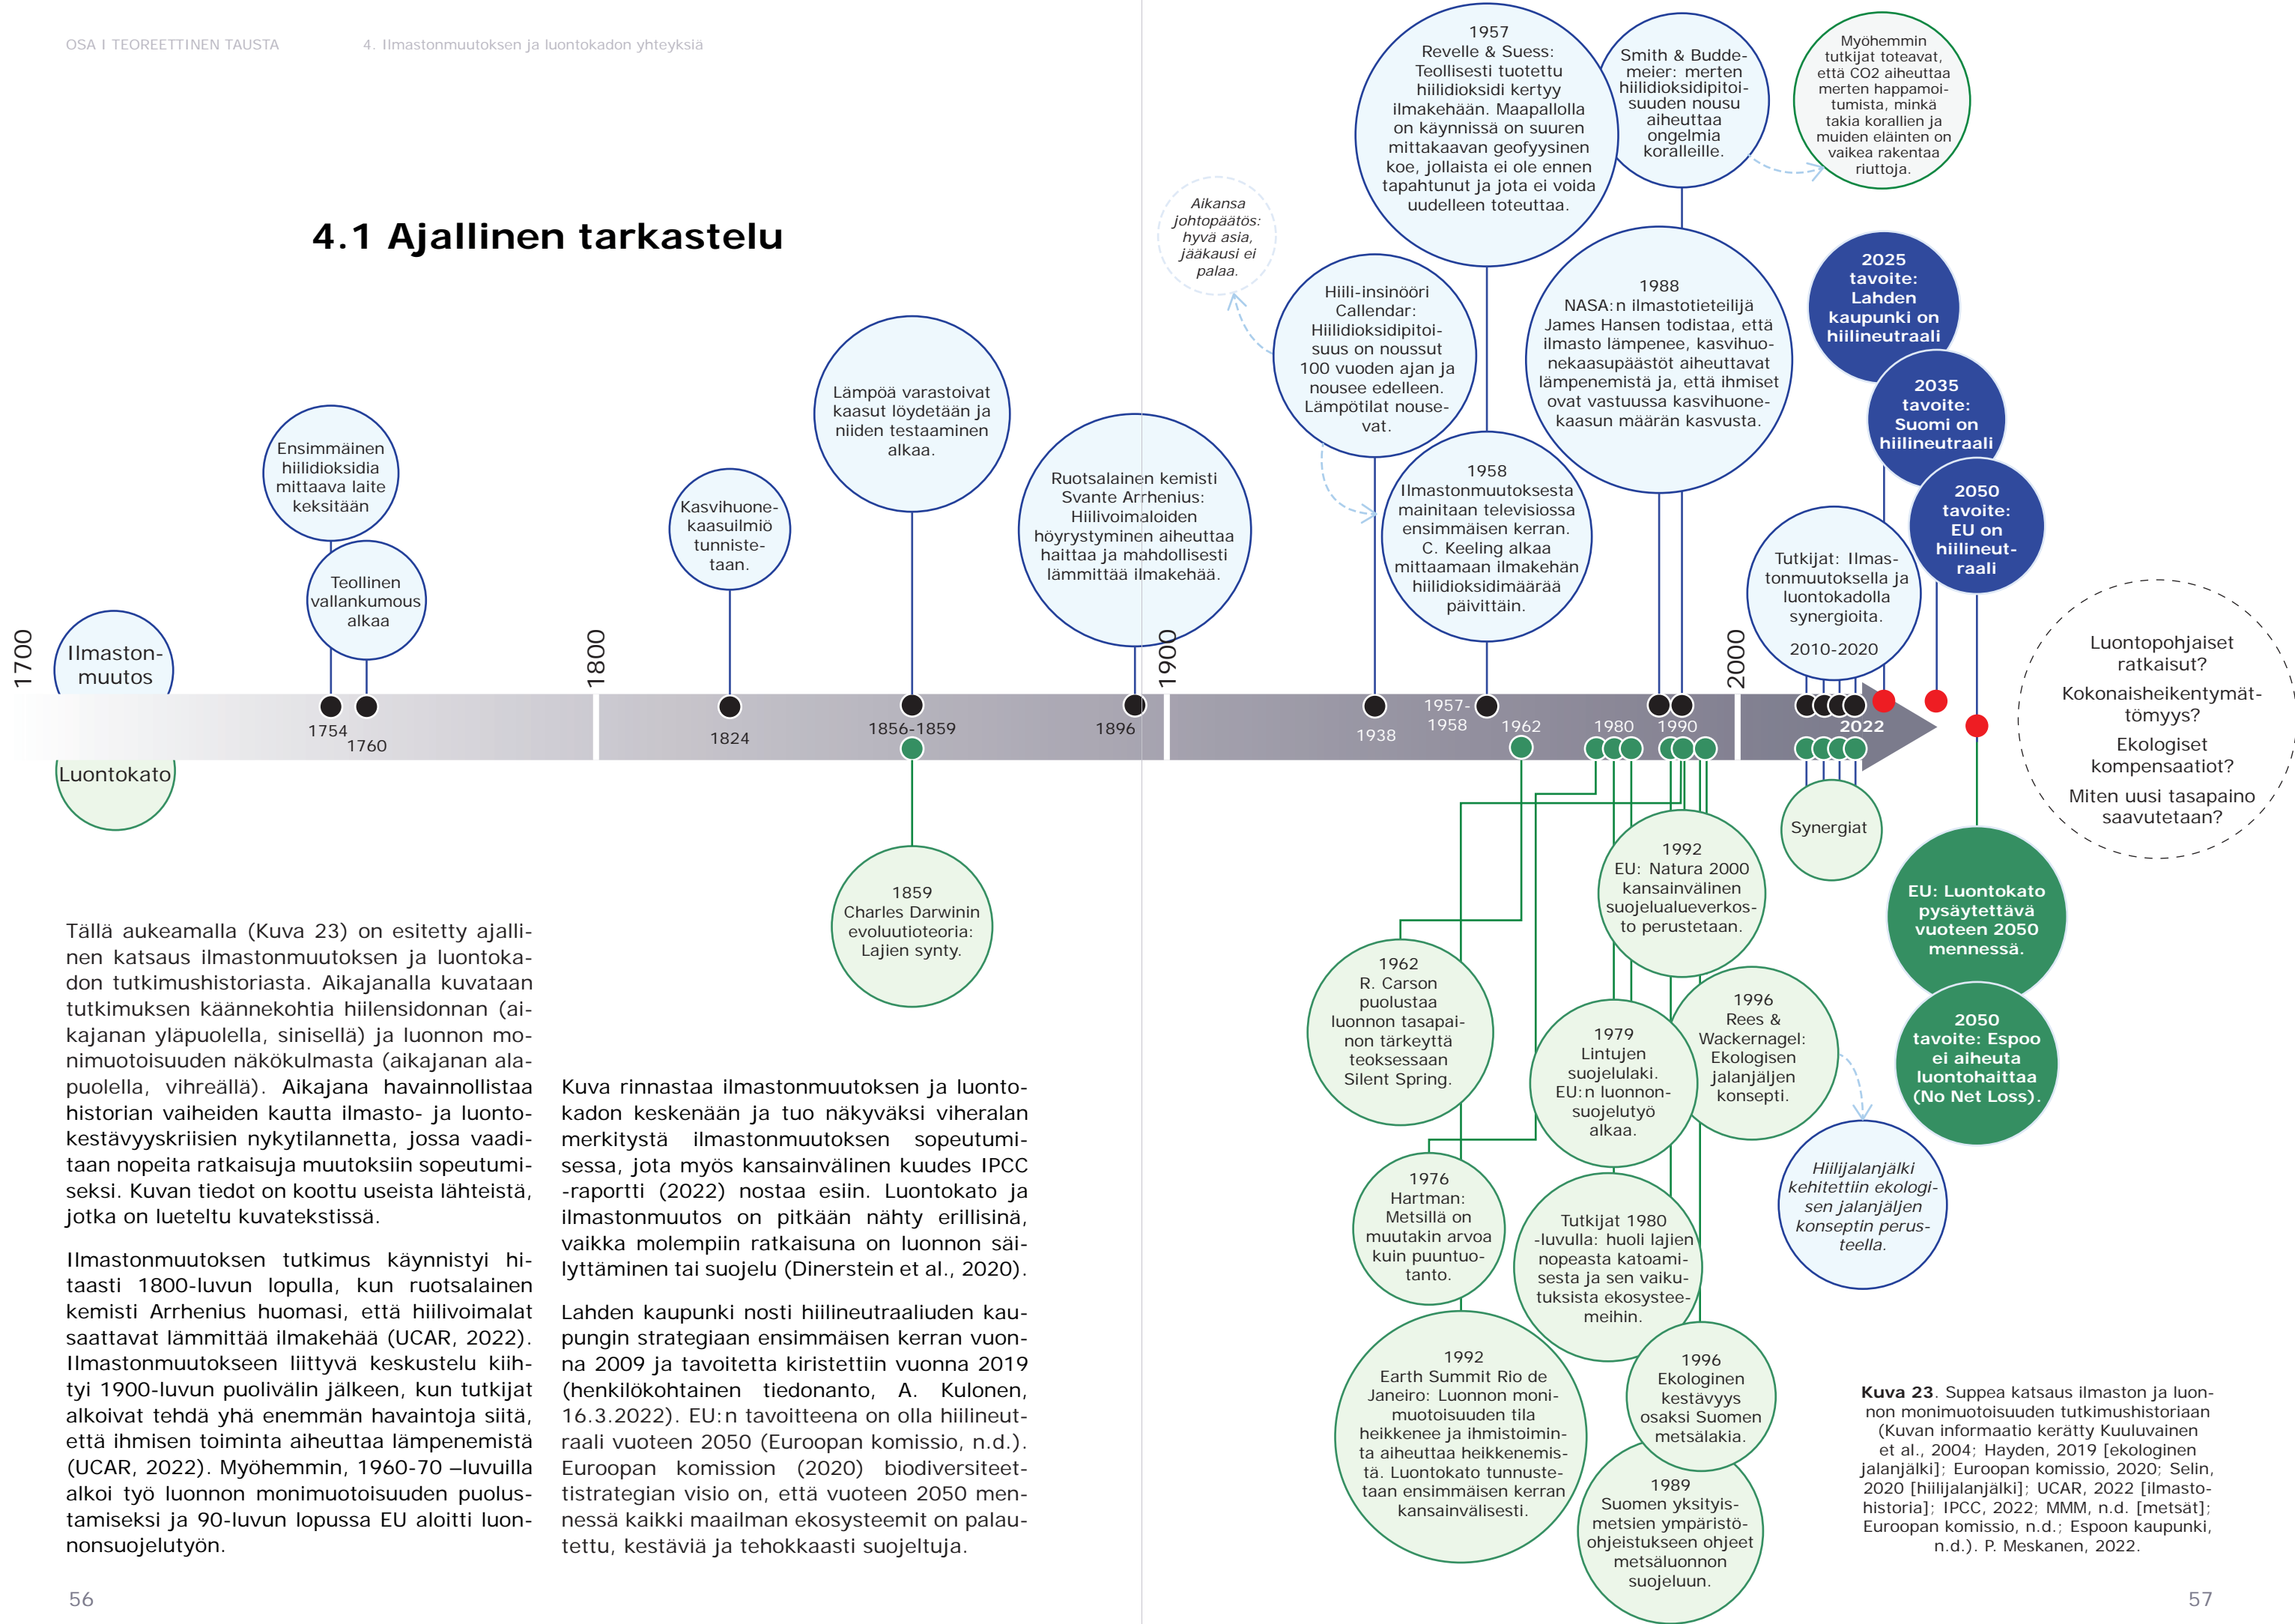 OSA I TEOREETTINEN TAUSTA
4. Ilmastonmuutoksen ja luontokadon yhteyksiä
4.1 Ajallinen tarkastelu
1700
1800
1900
2000
Ilmaston-
muutos
Luontokato
Ensimmäinen
hiilidioksidia
mittaava laite
keksitään
Teollinen
vallankumous
alkaa
Kasvihuone-
kaasuilmiö
tunniste-
taan.
Lämpöä varastoivat
kaasut löydetään ja
niiden testaaminen
alkaa.
Ruotsalainen kemisti
Svante Arrhenius:
Hiilivoimaloiden
höyrystyminen aiheuttaa
haittaa ja mahdollisesti
lämmittää ilmakehää.
Aikansa
johtopäätös:
hyvä asia,
jääkausi ei
palaa.
Hiili-insinööri
Callendar:
Hiilidioksidipitoi-
suus on noussut
100 vuoden ajan ja
nousee edelleen.
Lämpötilat nouse-
vat.
1957
Revelle & Suess:
Teollisesti tuotettu
hiilidioksidi kertyy
ilmakehään. Maapallolla
on käynnissä on suuren
mittakaavan geofyysinen
koe, jollaista ei ole ennen
tapahtunut ja jota ei voida
uudelleen toteuttaa.
1958
Ilmastonmuutoksesta
mainitaan televisiossa
ensimmäisen kerran.
C. Keeling alkaa
mittaamaan ilmakehän
hiilidioksidimäärää
päivittäin.
Smith & Budde-
meier: merten
hiilidioksidipitoi-
suuden nousu
aiheuttaa
ongelmia
koralleille.
Myöhemmin
tutkijat toteavat,
että CO2 aiheuttaa
merten happamoi-
tumista, minkä
takia korallien ja
muiden eläinten on
vaikea rakentaa
riuttoja.
1988
NASA:n ilmastotieteilijä
James Hansen todistaa, että
ilmasto lämpenee, kasvihuo-
nekaasupäästöt aiheuttavat
lämpenemistä ja, että ihmiset
ovat vastuussa kasvihuone-
kaasun määrän kasvusta.
2025
tavoite:
Lahden
kaupunki on
hiilineutraali
2035
tavoite:
Suomi on
hiilineutraali
2050
tavoite:
EU on
hiilineut-
raali
Tutkijat: Ilmas-
tonmuutoksella ja
luontokadolla
synergioita.
2010-2020
Luontopohjaiset
ratkaisut?
Kokonaisheikentymät-
tömyys?
Ekologiset
kompensaatiot?
Miten uusi tasapaino
saavutetaan?
1754
1760
1824
1856-1859
1896
1938
1957-
1958
1962
1980
1990
2022
1859
Charles Darwinin
evoluutioteoria:
Lajien synty.
1962
R. Carson
puolustaa
luonnon tasapai-
non tärkeyttä
teoksessaan
Silent Spring.
1976
Hartman:
Metsillä on
muutakin arvoa
kuin puuntuo-
tanto.
1992
Earth Summit Rio de
Janeiro: Luonnon moni-
muotoisuuden tila
heikkenee ja ihmistoimin-
ta aiheuttaa heikkenemis-
tä. Luontokato tunnuste-
taan ensimmäisen kerran
kansainvälisesti.
1992
EU: Natura 2000
kansainvälinen
suojelualueverkos-
to perustetaan.
1979
Lintujen
suojelulaki.
EU:n luonnon-
suojelutyö
alkaa.
1996
Rees &
Wackernagel:
Ekologisen
jalanjäljen
konsepti.
Tutkijat 1980
-luvulla: huoli lajien
nopeasta katoami-
sesta ja sen vaiku-
tuksista ekosystee-
meihin.
1996
Ekologinen
kestävyys
osaksi Suomen
metsälakia.
1989
Suomen yksityis-
metsien ympäristö-
ohjeistukseen ohjeet
metsäluonnon
suojeluun.
Synergiat
EU: Luontokato
pysäytettävä
vuoteen 2050
mennessä.
2050
tavoite: Espoo
ei aiheuta
luontohaittaa
(No Net Loss).
Hiilijalanjälki
kehitettiin ekologi-
sen jalanjäljen
konseptin perus-
teella.
Tällä aukeamalla (Kuva 23) on esitetty ajalli-
nen katsaus ilmastonmuutoksen ja luontoka-
don tutkimushistoriasta. Aikajanalla kuvataan
tutkimuksen käännekohtia hiilensidonnan (ai-
kajanan yläpuolella, sinisellä) ja luonnon mo-
nimuotoisuuden näkökulmasta (aikajanan ala-
puolella, vihreällä). Aikajana havainnollistaa
historian vaiheiden kautta ilmasto- ja luonto-
kestävyyskriisien nykytilannetta, jossa vaadi-
taan nopeita ratkaisuja muutoksiin sopeutumi-
seksi. Kuvan tiedot on koottu useista lähteistä,
jotka on lueteltu kuvatekstissä.
Ilmastonmuutoksen tutkimus käynnistyi hi-
taasti 1800-luvun lopulla, kun ruotsalainen
kemisti Arrhenius huomasi, että hiilivoimalat
saattavat lämmittää ilmakehää (UCAR, 2022).
Ilmastonmuutokseen liittyvä keskustelu kiih-
tyi 1900-luvun puolivälin jälkeen, kun tutkijat
alkoivat tehdä yhä enemmän havaintoja siitä,
että ihmisen toiminta aiheuttaa lämpenemistä
(UCAR, 2022). Myöhemmin, 1960-70 –luvuilla
alkoi työ luonnon monimuotoisuuden puolus-
tamiseksi ja 90-luvun lopussa EU aloitti luon-
nonsuojelutyön.
Kuva rinnastaa ilmastonmuutoksen ja luonto-
kadon keskenään ja tuo näkyväksi viheralan
merkitystä ilmastonmuutoksen sopeutumi-
sessa, jota myös kansainvälinen kuudes IPCC
-raportti (2022) nostaa esiin. Luontokato ja
ilmastonmuutos on pitkään nähty erillisinä,
vaikka molempiin ratkaisuna on luonnon säi-
lyttäminen tai suojelu (Dinerstein et al., 2020).
Lahden kaupunki nosti hiilineutraaliuden kau-
pungin strategiaan ensimmäisen kerran vuon-
na 2009 ja tavoitetta kiristettiin vuonna 2019
(henkilökohtainen tiedonanto, A. Kulonen,
16.3.2022). EU:n tavoitteena on olla hiilineut-
raali vuoteen 2050 (Euroopan komissio, n.d.).
Euroopan komission (2020) biodiversiteet-
tistrategian visio on, että vuoteen 2050 men-
nessä kaikki maailman ekosysteemit on palau-
tettu, kestäviä ja tehokkaasti suojeltuja.
Kuva 23. Suppea katsaus ilmaston ja luon-
non monimuotoisuuden tutkimushistoriaan
(Kuvan informaatio kerätty Kuuluvainen
et al., 2004; Hayden, 2019 [ekologinen
jalanjälki]; Euroopan komissio, 2020; Selin,
2020 [hiilijalanjälki]; UCAR, 2022 [ilmasto-
historia]; IPCC, 2022; MMM, n.d. [metsät];
Euroopan komissio, n.d.; Espoon kaupunki,
n.d.). P. Meskanen, 2022.
56
57